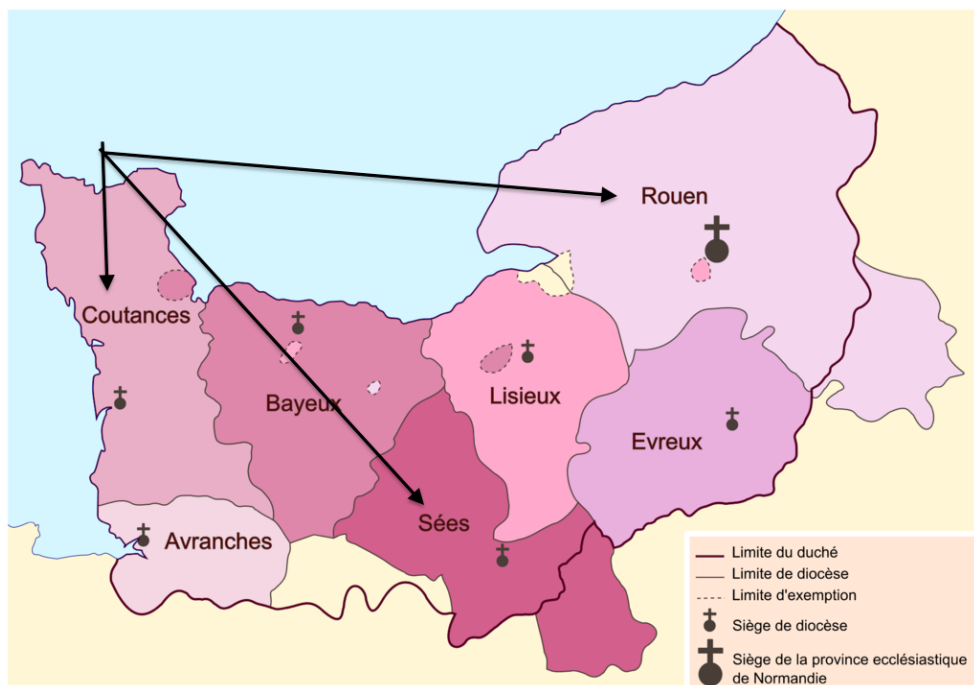 Rouen
Coutances
Bayeux
Lisieux
Evreux
Sées
Avranches
Limite du duché
Limite de diocèse
Limite d'exemption
Siège de diocèse
Siège de la province ecclésiastique
de Normandie